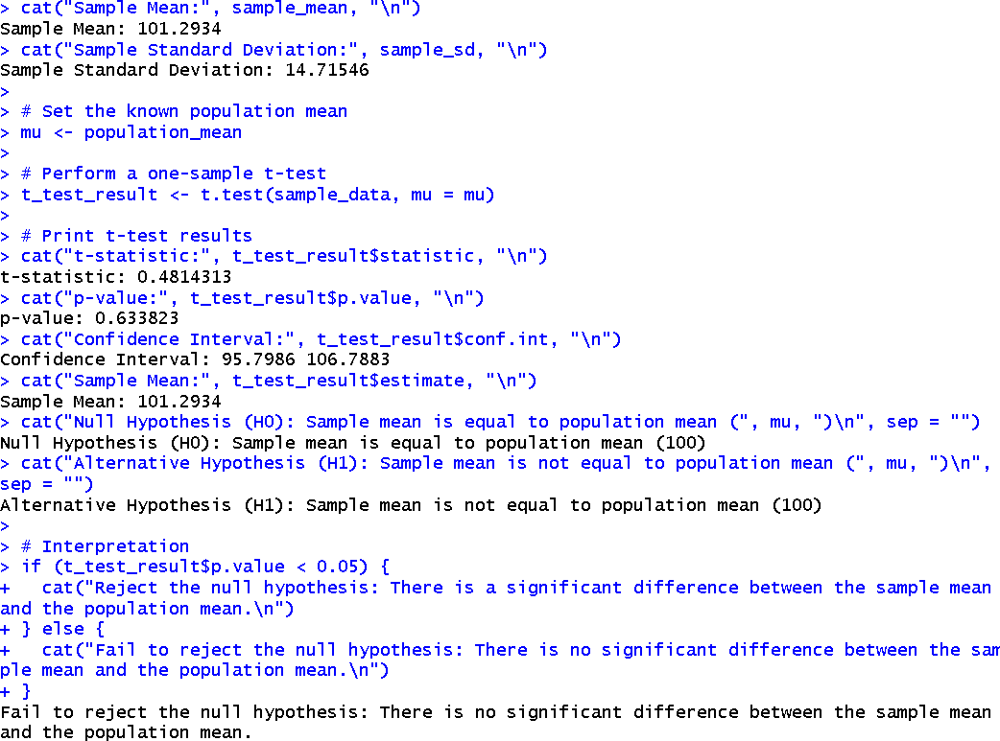 > cat("Sample Mean:", sample_mean, "\n")
Sample Mean: 101.2934
> cat("Sample Standard Deviation:", sample_sd, "\n")
Sample Standard Deviation: 14.71546
>
> # Set the known population mean
> mu <- population_mean
>
> # Perform a one-sample t-test
> t_test_result <- t.test(sample_data, mu = mu)
>
> # Print t-test results
> cat("t-statistic:", t_test_result$statistic, "\n")
t-statistic: 0.4814313
> cat("p-value:", t_test_result$p.value, "\n")
p-value: 0.633823
> cat("Confidence Interval:", t_test_result$conf.int, "\n")
Confidence Interval: 95.7986 106.7883
> cat("Sample Mean:", t_test_result$estimate, "\n")
Sample Mean: 101.2934
> cat("Null Hypothesis (H0): Sample mean is equal to population mean (", mu, ")\n", sep = "")
Null Hypothesis (H0): Sample mean is equal to population mean (100)
> cat("Alternative Hypothesis (H1): Sample mean is not equal to population mean (", mu, ")\n",
sep = "")
Alternative Hypothesis (H1): Sample mean is not equal to population mean (100)
>
> # Interpretation
> if (t_test_result$p.value < 0.05) {
+   cat("Reject the null hypothesis: There is a significant difference between the sample mean
and the population mean.\n")
+ } else {
+   cat("Fail to reject the null hypothesis: There is no significant difference between the sam
ple mean and the population mean.\n")
+ }
Fail to reject the null hypothesis: There is no significant difference between the sample mean
and the population mean.